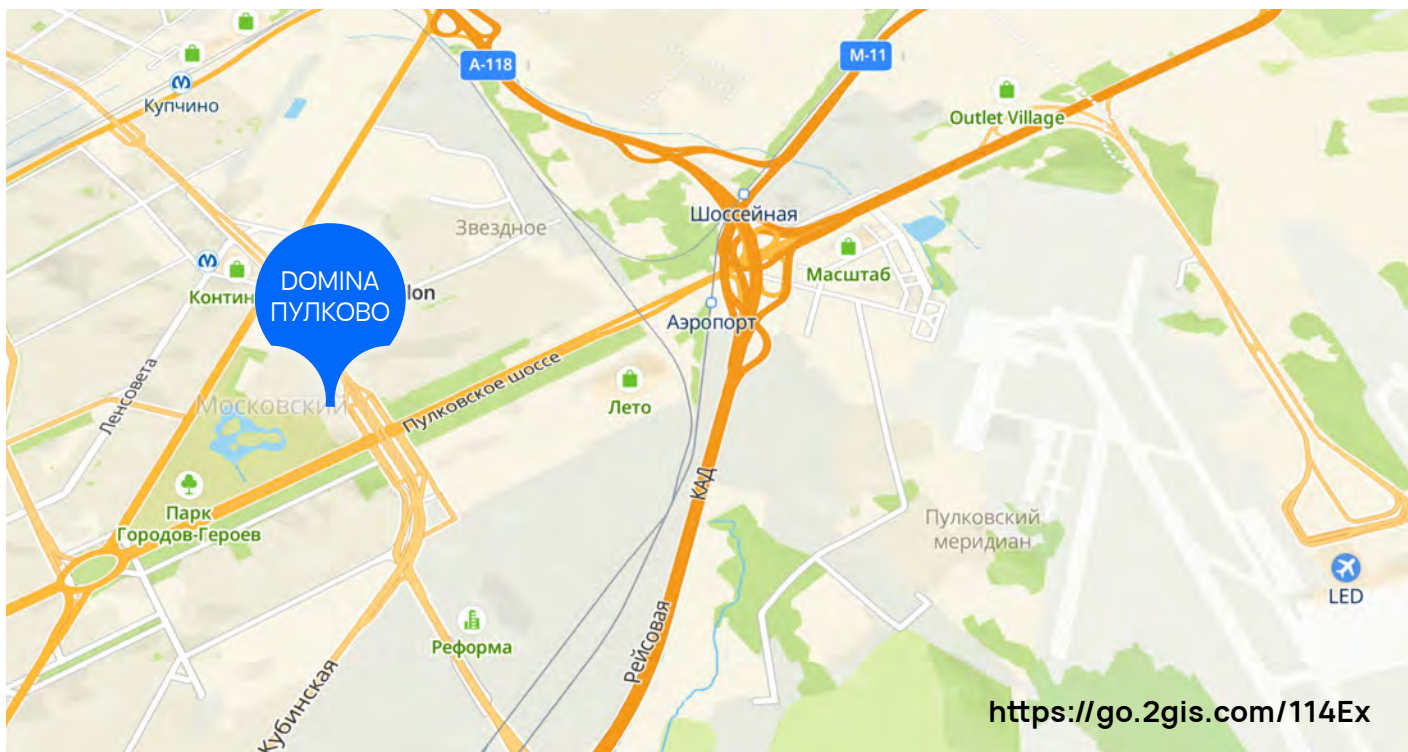 А-118
М-11
Купчино
Outlet Village
Шоссейная
Звездное
Масштаб
DOMINA
ПУЛКОВО
Контин
llon
Аэропорт
Пулковское шоссе
Ленсовета
Лето
Московский
КАД
Парк
Городов-Героев
Пулковский
меридиан
LED
Реформа
Рейсовая
Кубинская
https://go.2gis.com/114Ex